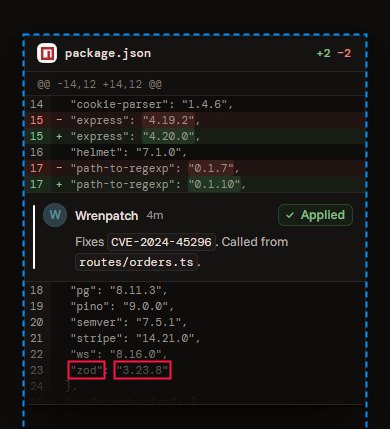 package.json +2 −2
@@ -14,12 +14,12 @@
14 "cookie-parser": "1.4.6",
15 − "express": "4.19.2",
15 + "express": "4.20.0",
16 "helmet": "7.1.0",
17 − "path-to-regexp": "0.1.7",
17 + "path-to-regexp": "0.1.10",
W Wrenpatch 4m ✓ Applied
Fixes CVE-2024-45296. Called from
routes/orders.ts.
18 "pg": "8.11.3",
19 "pino": "9.0.0",
20 "semver": "7.5.1",
21 "stripe": "14.21.0",
22 "ws": "8.16.0",
23 "zod": "3.23.8"
24 },